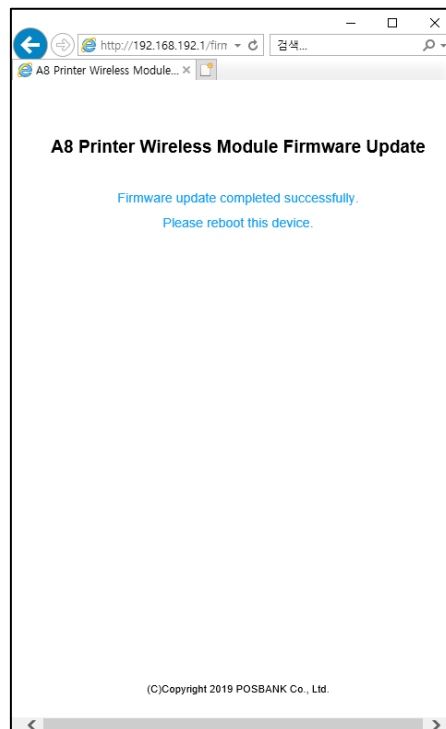 http://192.168.192.1/firm
검색...
A8 Printer Wireless Module...
A8 Printer Wireless Module Firmware Update
Firmware update completed successfully.
Please reboot this device.
(C)Copyright 2019 POSBANK Co., Ltd.